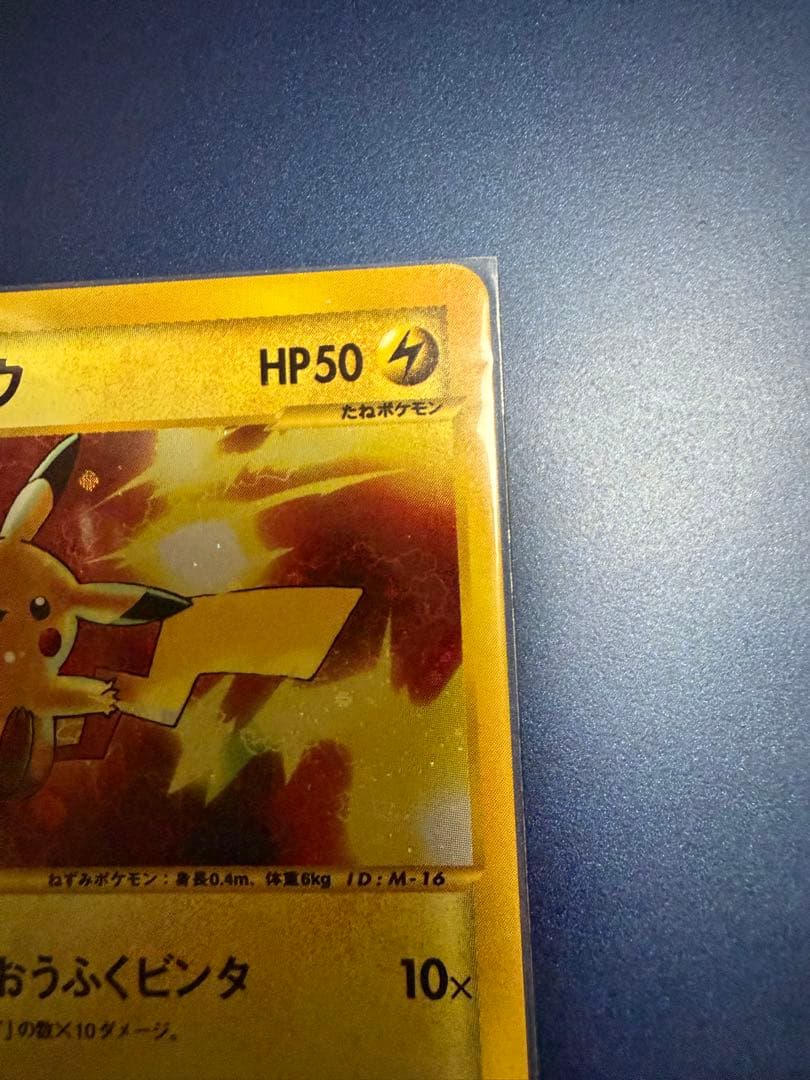 ウ HP50
たねポケモン
ねずみポケモン：身長0.4m、体重6kg ID:M-16
おうふくビンタ 10×
」の数×10ダメージ。